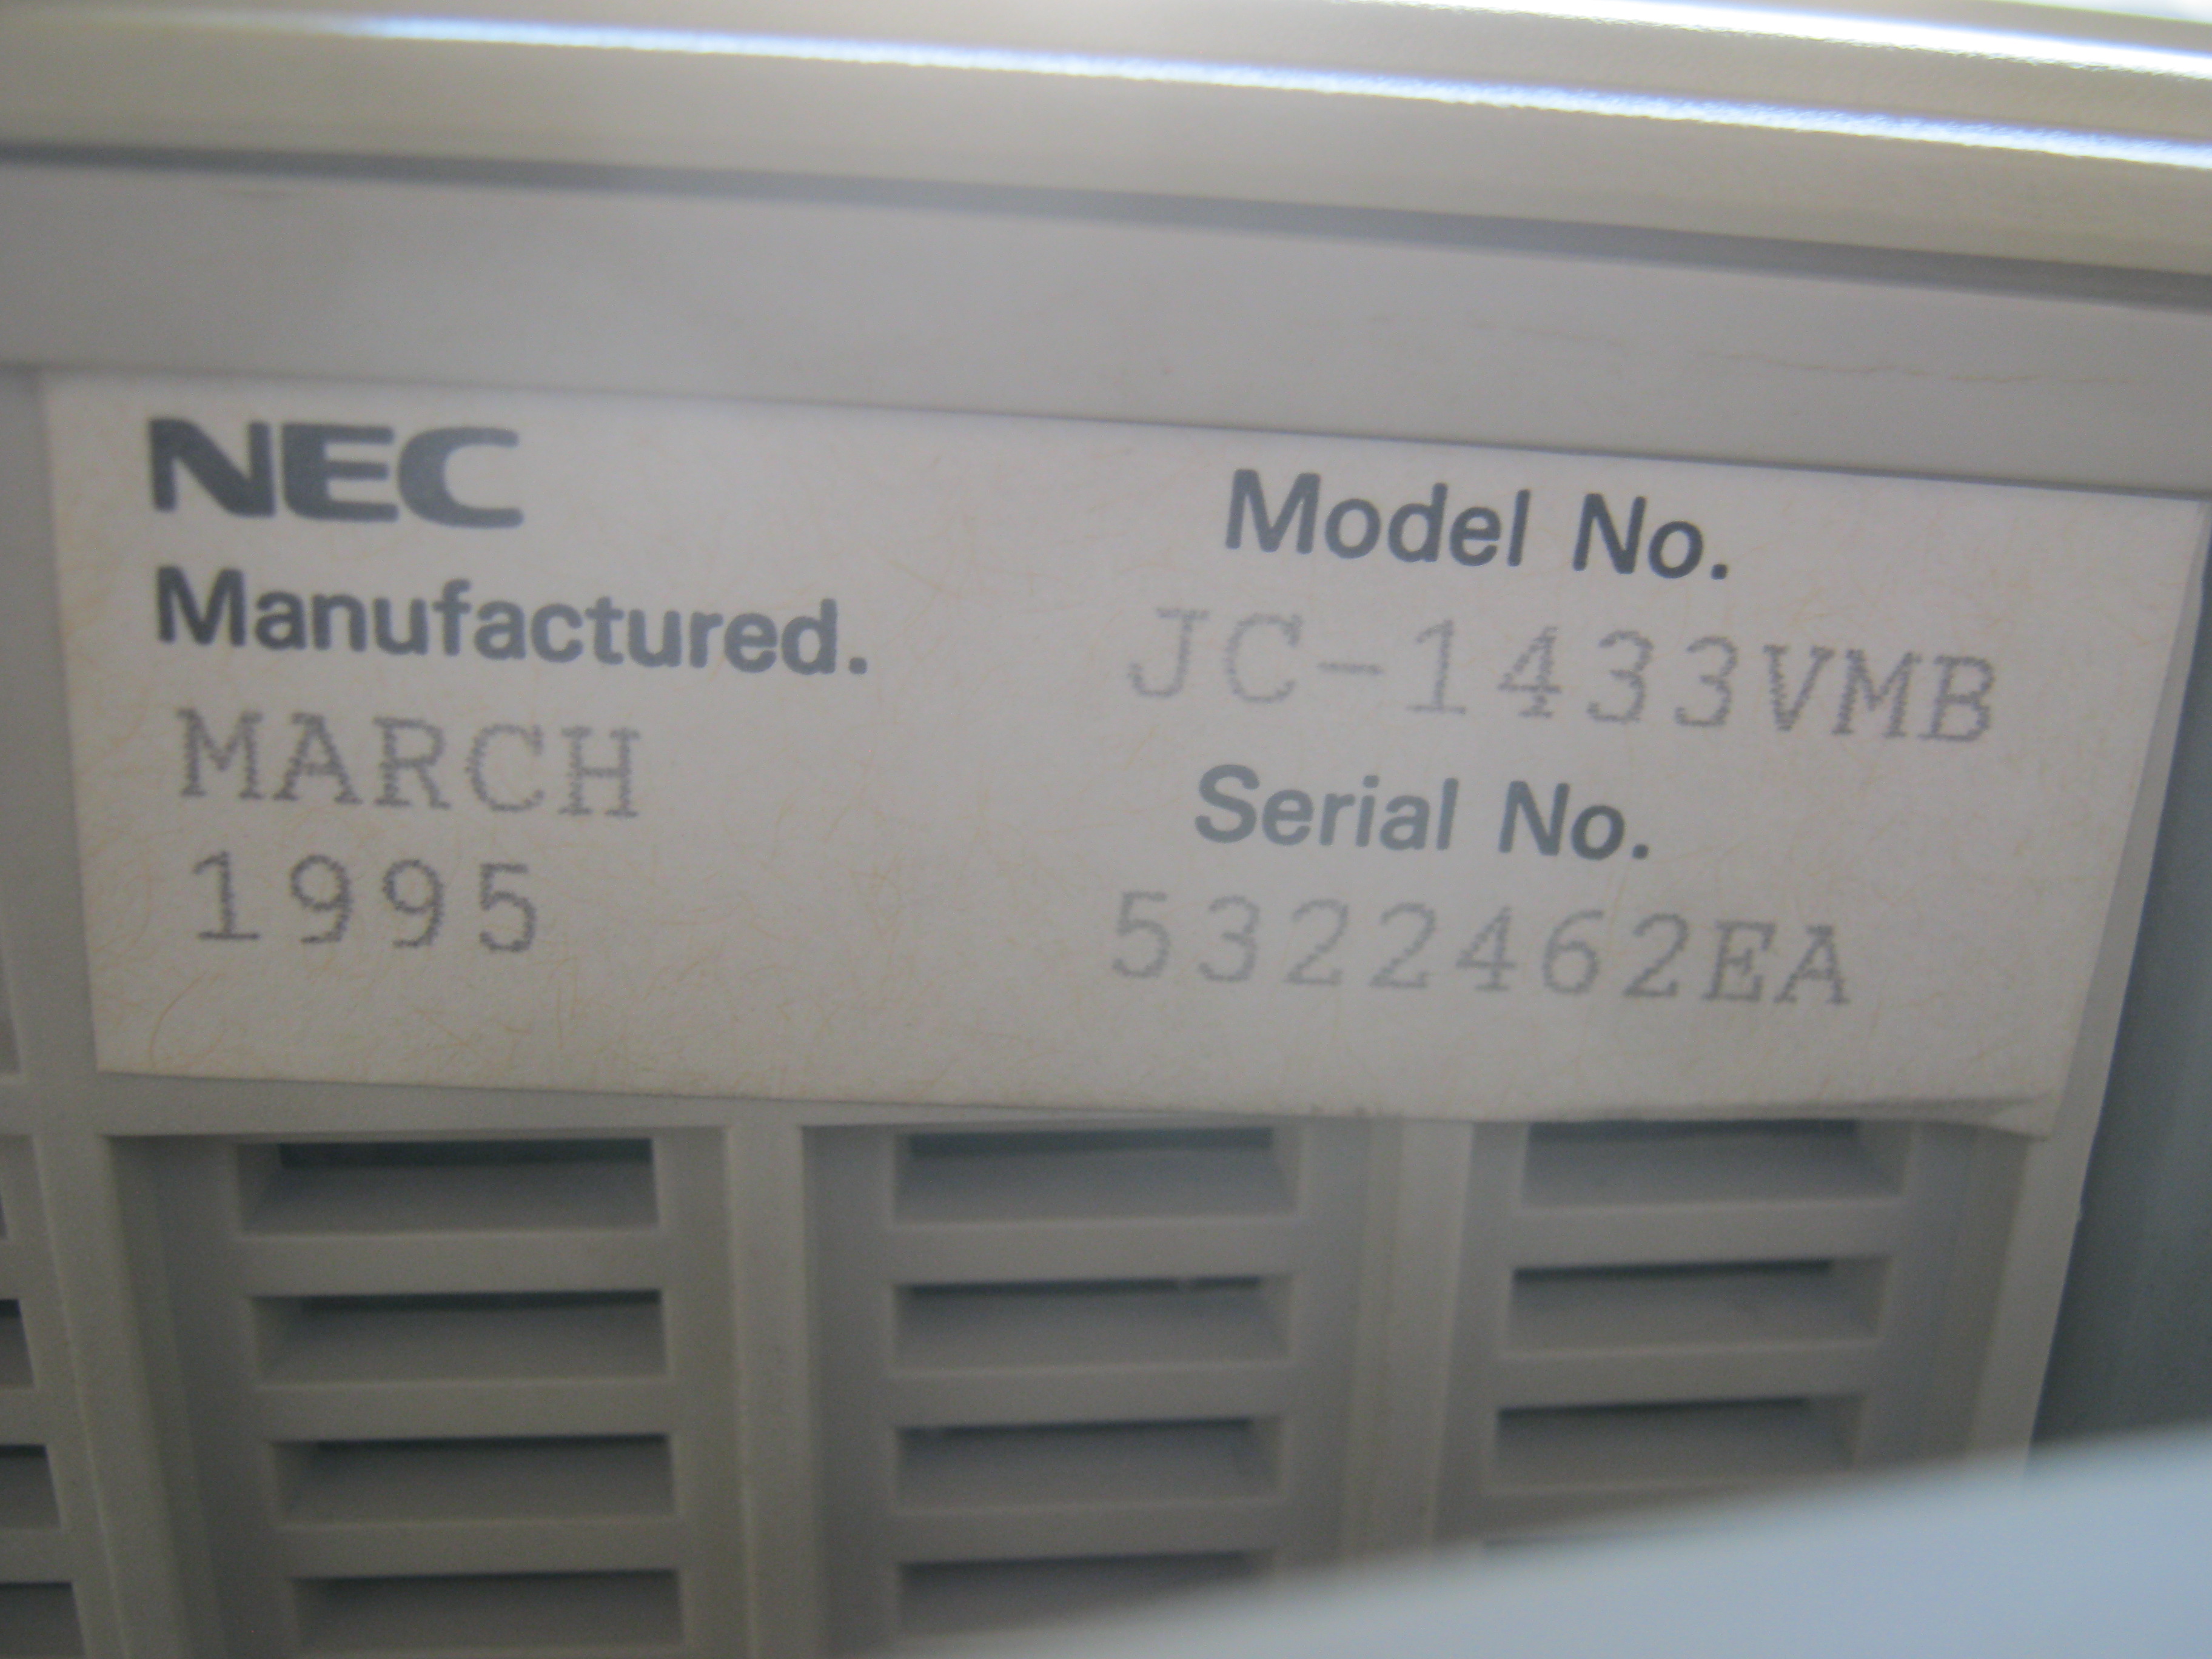 NEC
Manufactured.
MARCH
1995
Model No.
JC-1433VMB
Serial No.
5322462EA